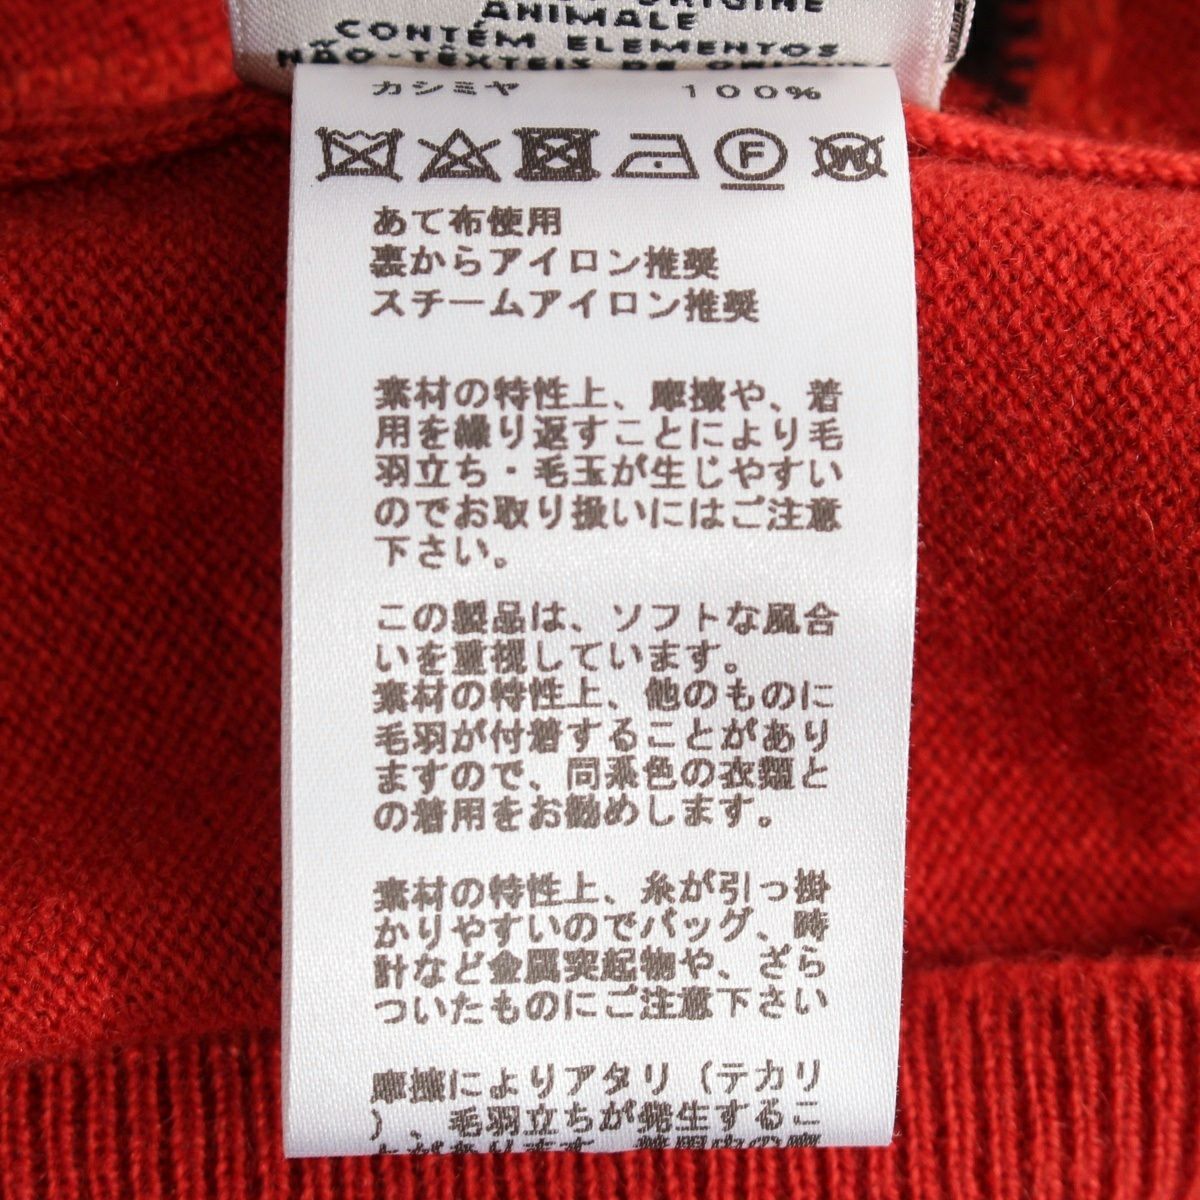 ORIGINE
ANIMALE
CONTÉM ELEMENTOS
NÃO-TÊXTEIS DE
カシミヤ 100%
F W
あて布使用
裏からアイロン推奨
スチームアイロン推奨
素材の特性上、摩擦や、着
用を繰り返すことにより毛
羽立ち・毛玉が生じやすい
のでお取り扱いにはご注意
下さい。
この製品は、ソフトな風合
いを重視しています。
素材の特性上、他のものに
毛羽が付着することがあり
ますので、同系色の衣類と
の着用をお勧めします。
素材の特性上、糸が引っ掛
かりやすいのでバッグ、時
計など金属突起物や、ざら
ついたものにご注意下さい
摩擦によりアタリ（テカリ
）、毛羽立ちが発生するこ
とがあります